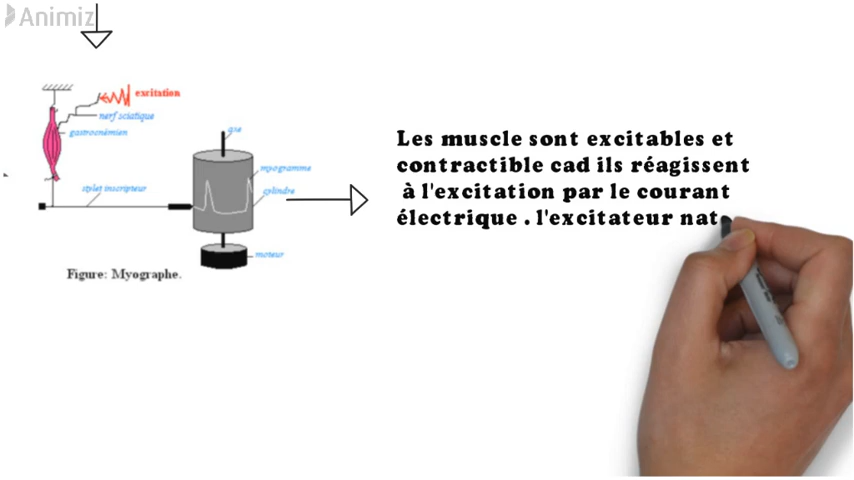 Animiz
excitation
nerf sciatique
gastrocnémien
axe
myogramme
stylet inscripteur
cylindre
moteur
Figure: Myographe.
Les muscle sont excitables et
contractible cad ils réagissent
à l'excitation par le courant
électrique . l'excitateur nat